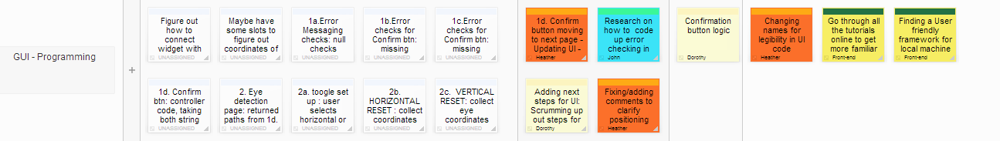 GUI - Programming
+
Figure out
how to
connect
widget with
UNASSIGNED
Maybe have
some slots to
figure out
coordinates of
UNASSIGNED
1a.Error
Messaging
checks: null
checks
UNASSIGNED
1b.Error
checks for
Confirm btn:
missing
UNASSIGNED
1c.Error
checks for
Confirm btn:
missing
UNASSIGNED
1d. Confirm
btn: controller
code, taking
both string
UNASSIGNED
2. Eye
detection
page: returned
paths from 1d.
UNASSIGNED
2a. toogle set
up : user
selects
horizontal or
UNASSIGNED
2b.
HORIZONTAL
RESET : collect
coordinates
UNASSIGNED
2c. VERTICAL
RESET: collect
eye
coordinates
UNASSIGNED
1d. Confirm
button moving
to next page -
Updating UI -
Heather
Research on
how to code
up error
checking in
John
Adding next
steps for UI:
Scrumming up
out steps for
Dorothy
Fixing/adding
comments to
clarify
positioning
Heather
Confirmation
button logic
Dorothy
Changing
names for
legibility in UI
code
Heather
Go through all
the tutorials
online to get
more familiar
Front-end
Finding a User
friendly
framework for
local machine
Front-end